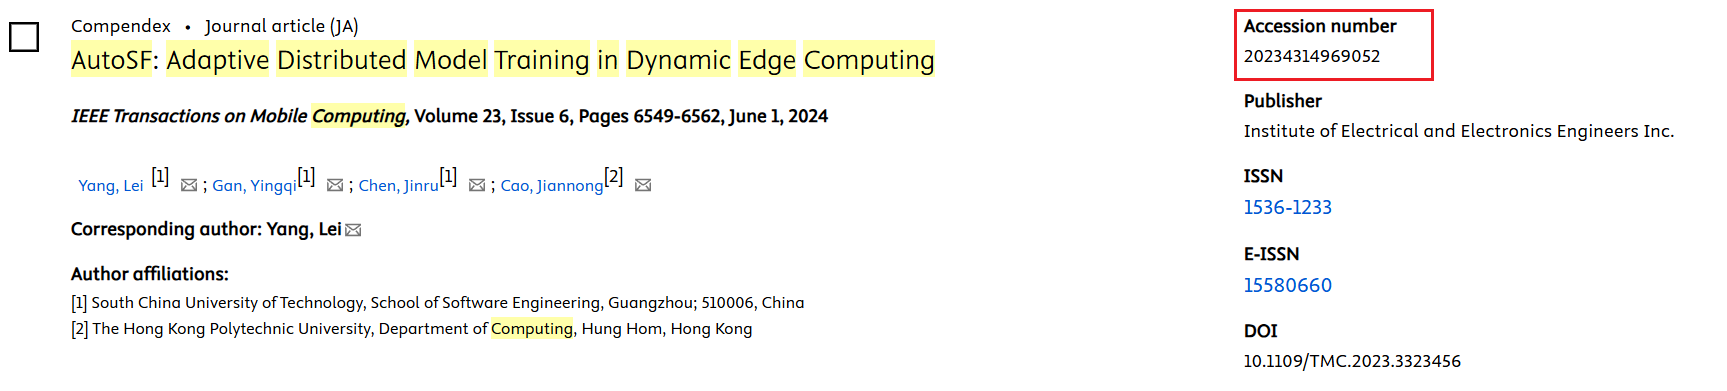 Compendex • Journal article (JA)
AutoSF: Adaptive Distributed Model Training in Dynamic Edge Computing
IEEE Transactions on Mobile Computing, Volume 23, Issue 6, Pages 6549-6562, June 1, 2024
Yang, Lei [1] ; Gan, Yingqi[1] ; Chen, Jinru[1] ; Cao, Jiannong[2]
Corresponding author: Yang, Lei
Author affiliations:
[1] South China University of Technology, School of Software Engineering, Guangzhou; 510006, China
[2] The Hong Kong Polytechnic University, Department of Computing, Hung Hom, Hong Kong
Accession number
20234314969052
Publisher
Institute of Electrical and Electronics Engineers Inc.
ISSN
1536-1233
E-ISSN
15580660
DOI
10.1109/TMC.2023.3323456